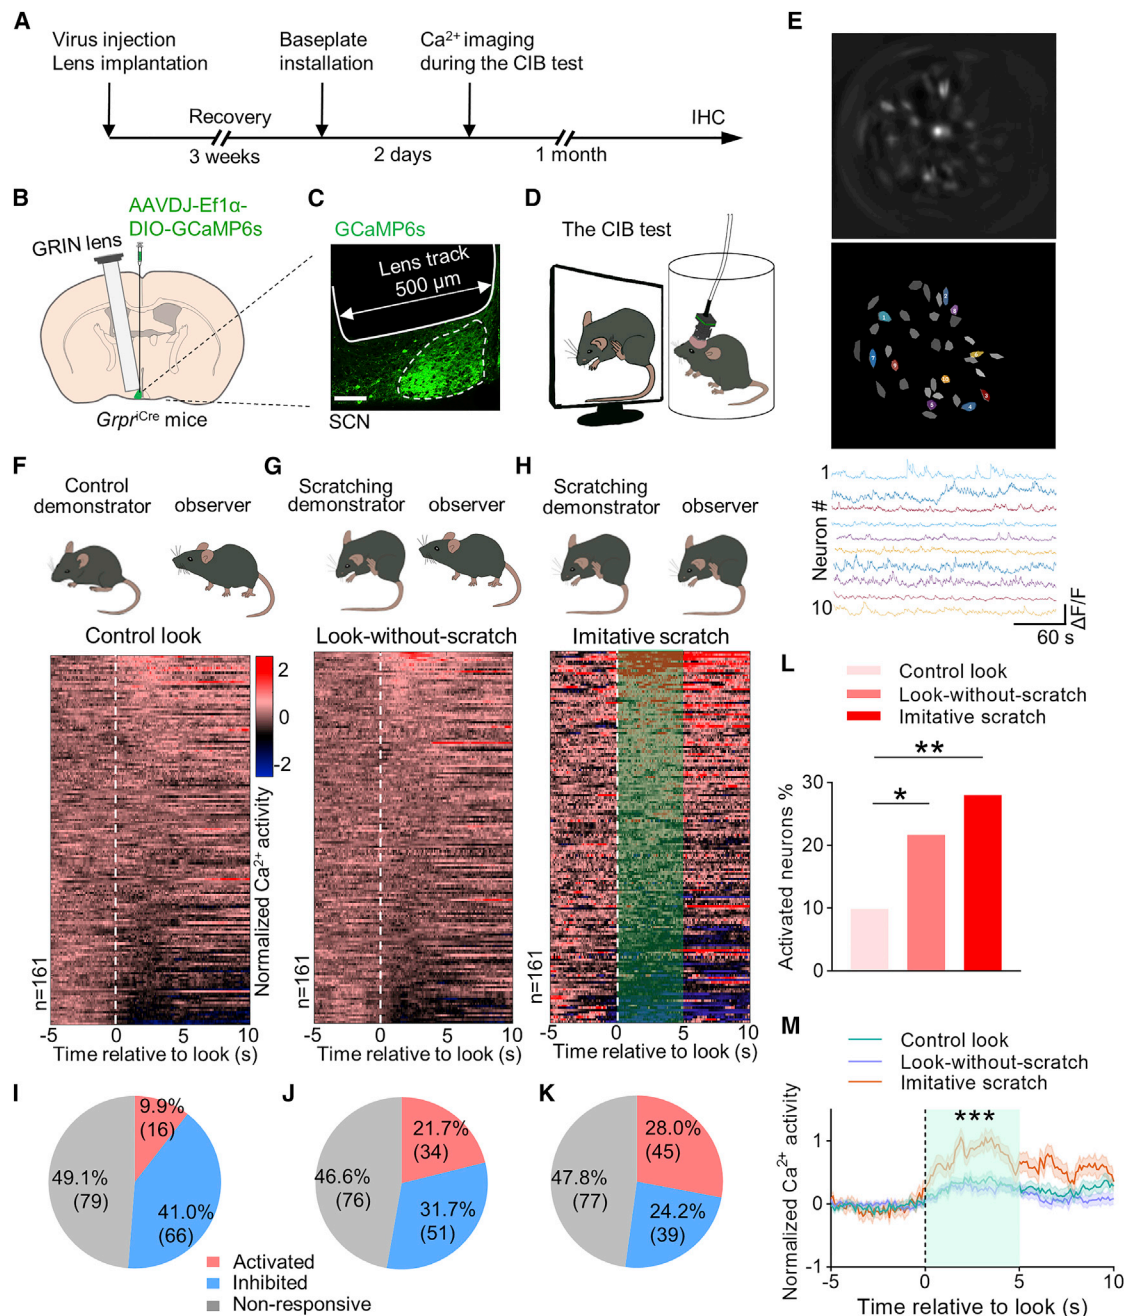 A
Virus injection
Lens implantation
Baseplate
installation
Ca²⁺ imaging
during the CIB test
Recovery
IHC
3 weeks
2 days
1 month
B
AAVDJ-Ef1α-
DIO-GCaMP6s
GRIN lens
Grpr^iCre mice
C
GCaMP6s
Lens track
500 µm
SCN
D
The CIB test
E
1
Neuron #
10
ΔF/F
60 s
F
Control
demonstrator
observer
Control look
2
0
-2
Normalized Ca²⁺ activity
n=161
-5 0 5 10
Time relative to look (s)
G
Scratching
demonstrator
observer
Look-without-scratch
n=161
-5 0 5 10
Time relative to look (s)
H
Scratching
demonstrator
observer
Imitative scratch
n=161
-5 0 5 10
Time relative to look (s)
I
9.9%
(16)
49.1%
(79)
41.0%
(66)
J
21.7%
(34)
46.6%
(76)
31.7%
(51)
K
28.0%
(45)
47.8%
(77)
24.2%
(39)
Activated
Inhibited
Non-responsive
L
Control look
Look-without-scratch
Imitative scratch
**
*
30
20
10
0
Activated neurons %
M
Control look
Look-without-scratch
Imitative scratch
***
1
0
-1
Normalized Ca²⁺ activity
-5 0 5 10
Time relative to look (s)